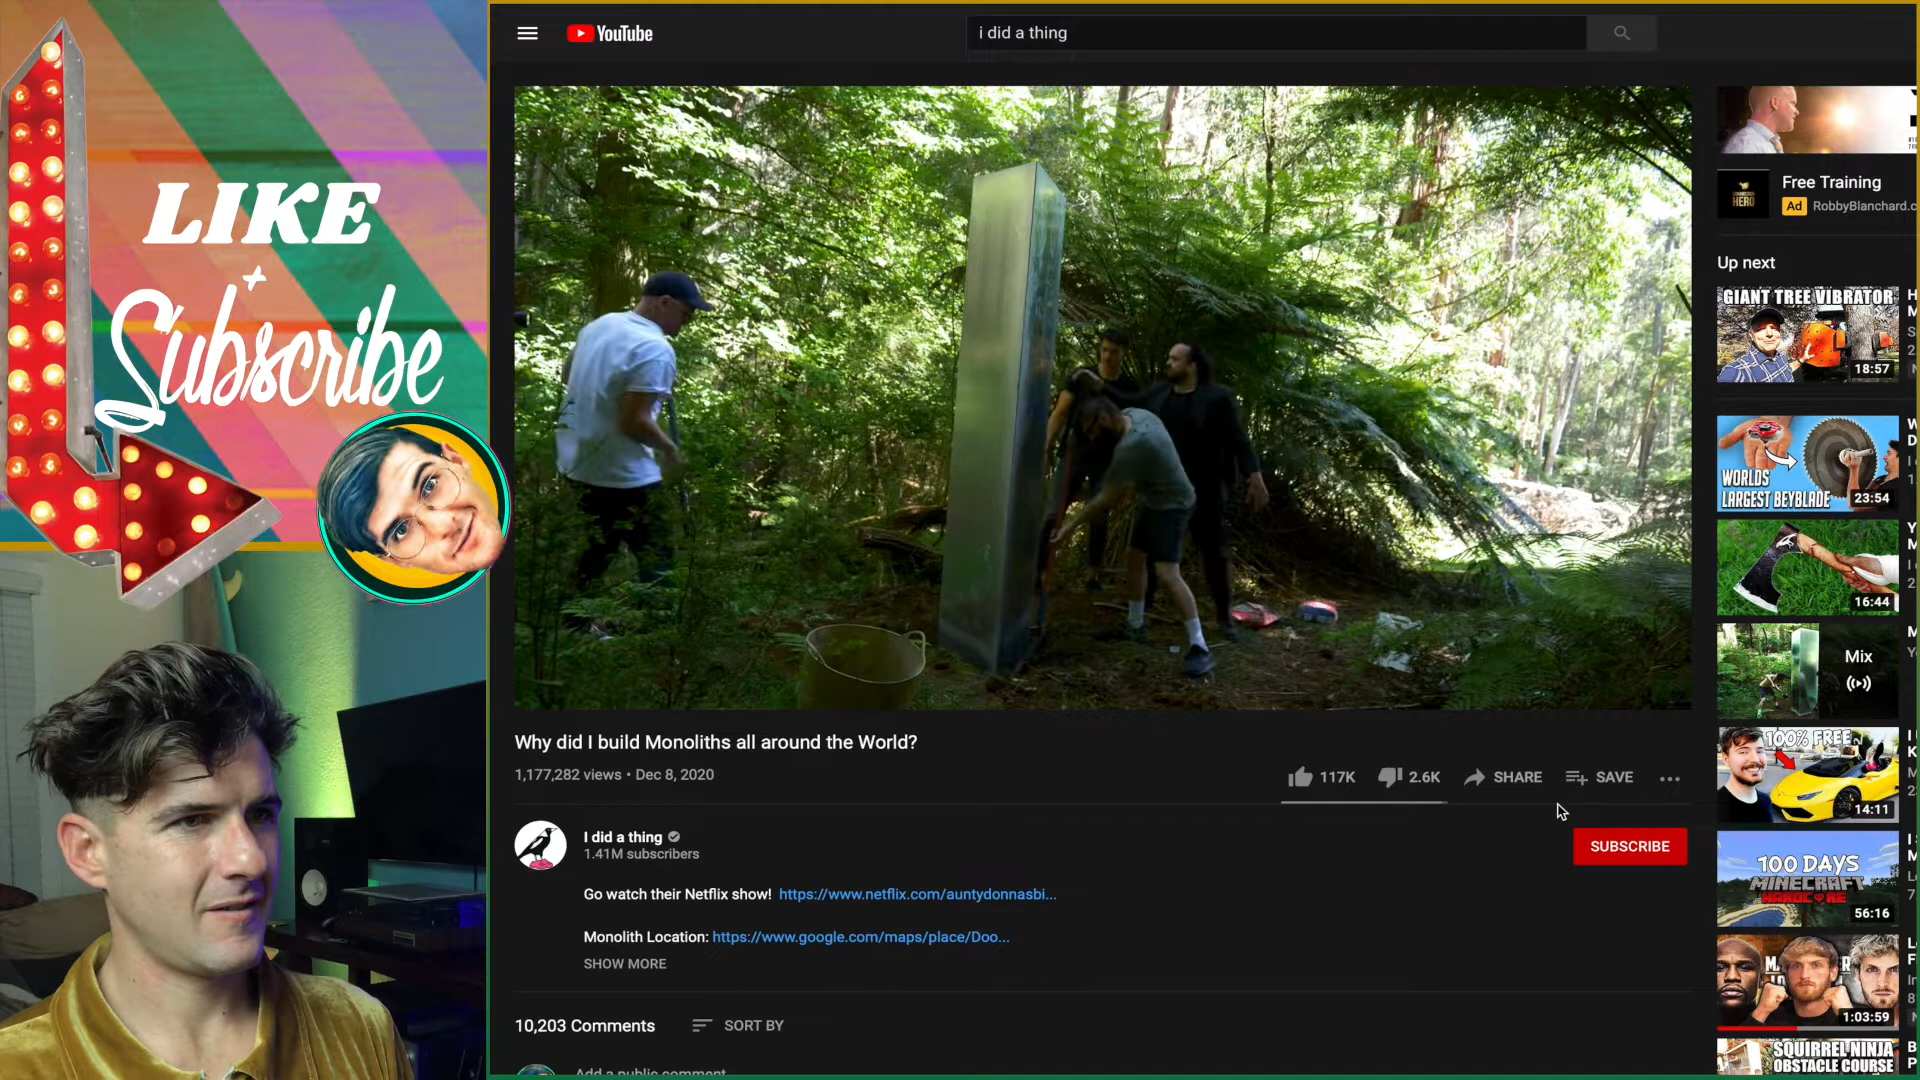 LIKE
+
Subscribe
YouTube
i did a thing
Why did I build Monoliths all around the World?
1,177,282 views • Dec 8, 2020
117K
2.6K
SHARE
SAVE
I did a thing
1.41M subscribers
SUBSCRIBE
Go watch their Netflix show! https://www.netflix.com/auntydonnasbi...
Monolith Location: https://www.google.com/maps/place/Doo...
SHOW MORE
10,203 Comments
SORT BY
Add a public comment
Free Training
Ad RobbyBlanchard.c
Up next
GIANT TREE VIBRATOR
18:57
WORLDS
LARGEST BEYBLADE
23:54
16:44
Mix
100% FREE
14:11
100 DAYS
MINECRAFT
HARDCORE
56:16
1:03:59
SQUIRREL NINJA
OBSTACLE COURSE